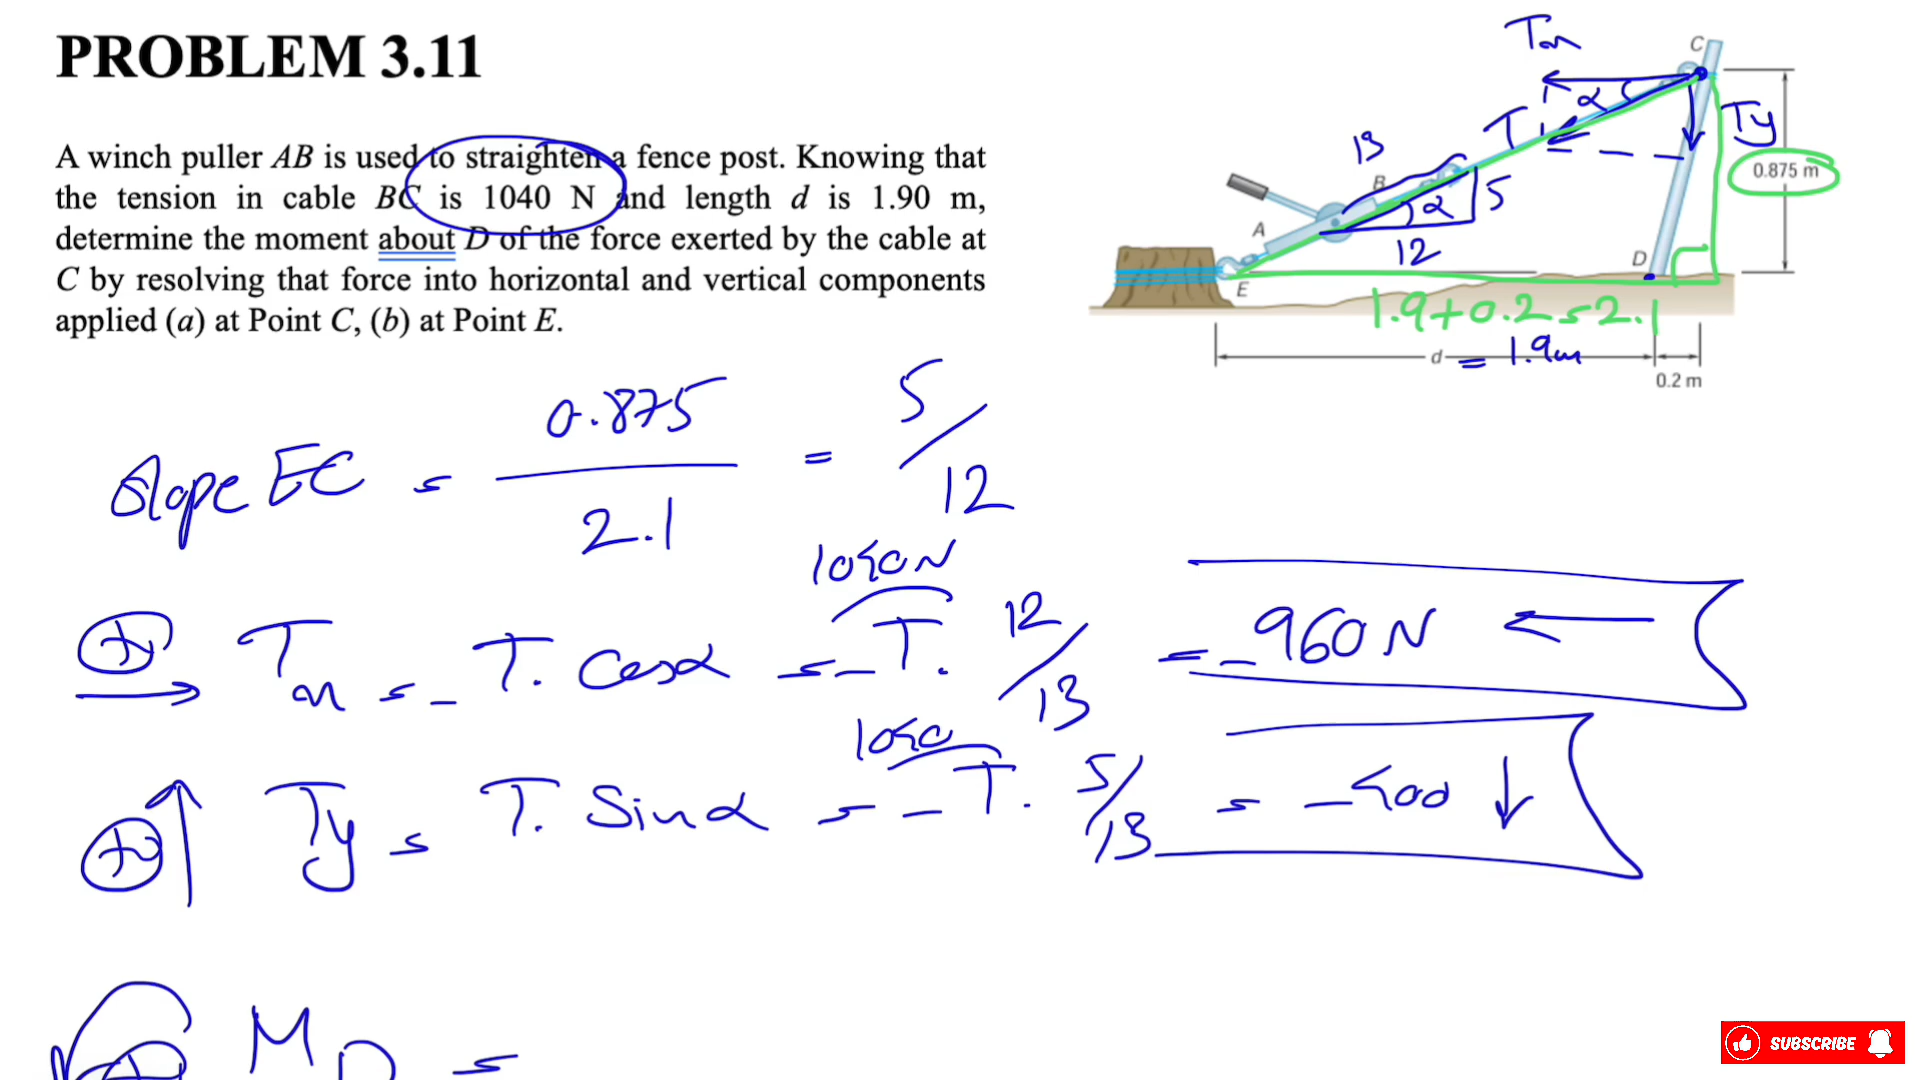 PROBLEM 3.11
A winch puller AB is used to straighten a fence post. Knowing that
the tension in cable BC is 1040 N and length d is 1.90 m,
determine the moment about D of the force exerted by the cable at
C by resolving that force into horizontal and vertical components
applied (a) at Point C, (b) at Point E.
C
α
T
Ty
0.875 m
13
B
5
α
12
A
D
E
1.9+0.2=2.1
d = 1.9m
0.2 m
Slope EC = 0.875 / 2.1 = 5/12
1040N
+ T = - T. Cosα = - T. 12/13 = - 960 N ←
1040
+ Ty = T. Sinα = - T. 5/13 = - 400 ↓
MD =
SUBSCRIBE